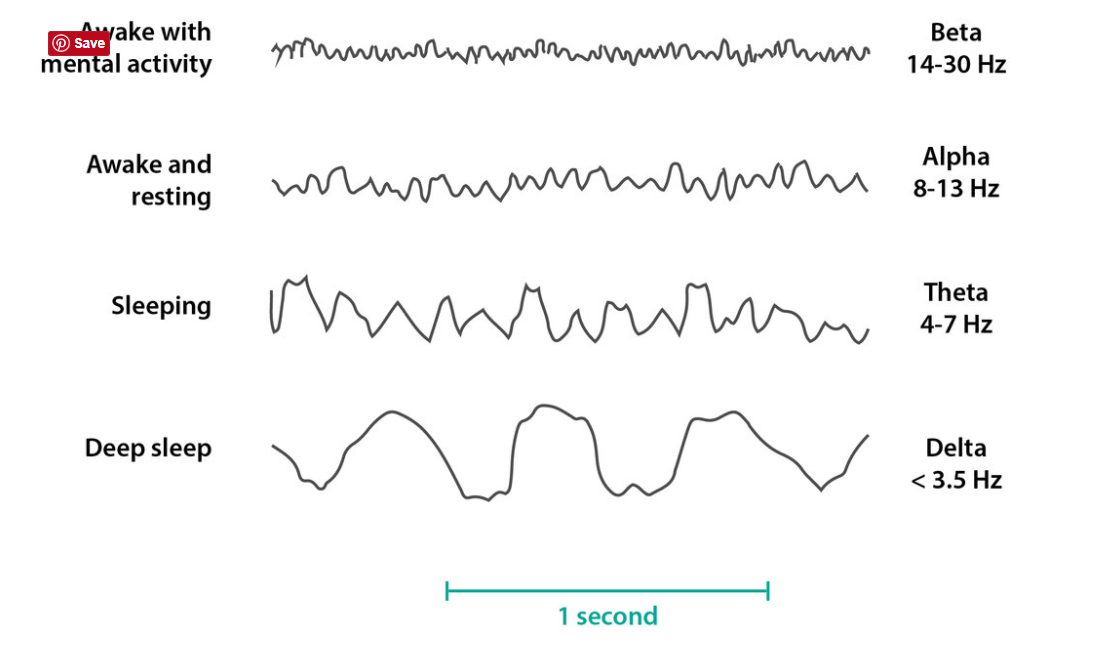 Awake with
Save
mental activity
Beta
14-30 Hz
Awake and
resting
Alpha
8-13 Hz
Sleeping
Theta
4-7 Hz
Deep sleep
Delta
< 3.5 Hz
1 second